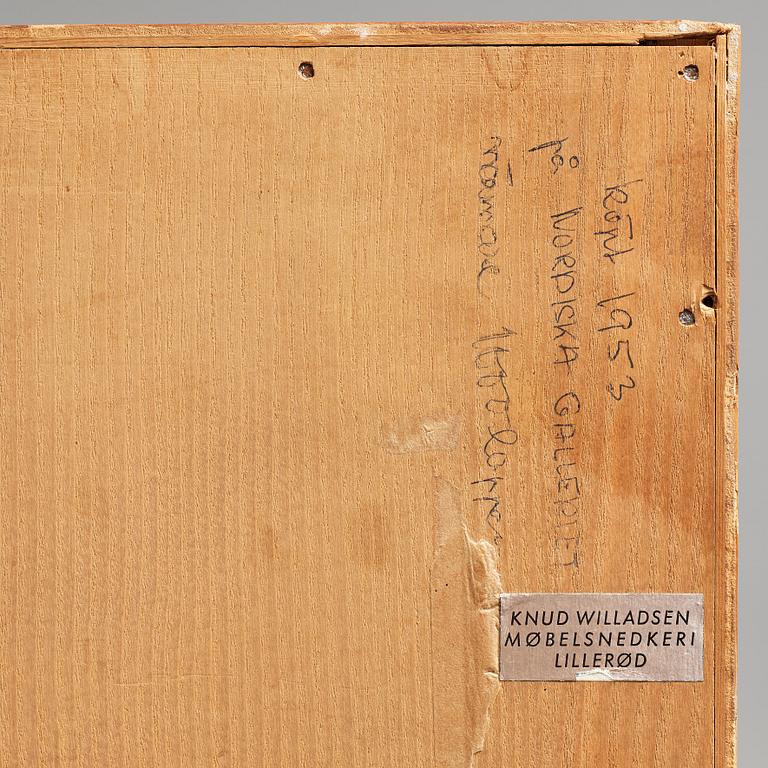 köpt 1953
på NORDISKA GALLERIET
KNUD WILLADSEN
MØBELSNEDKERI
LILLERØD